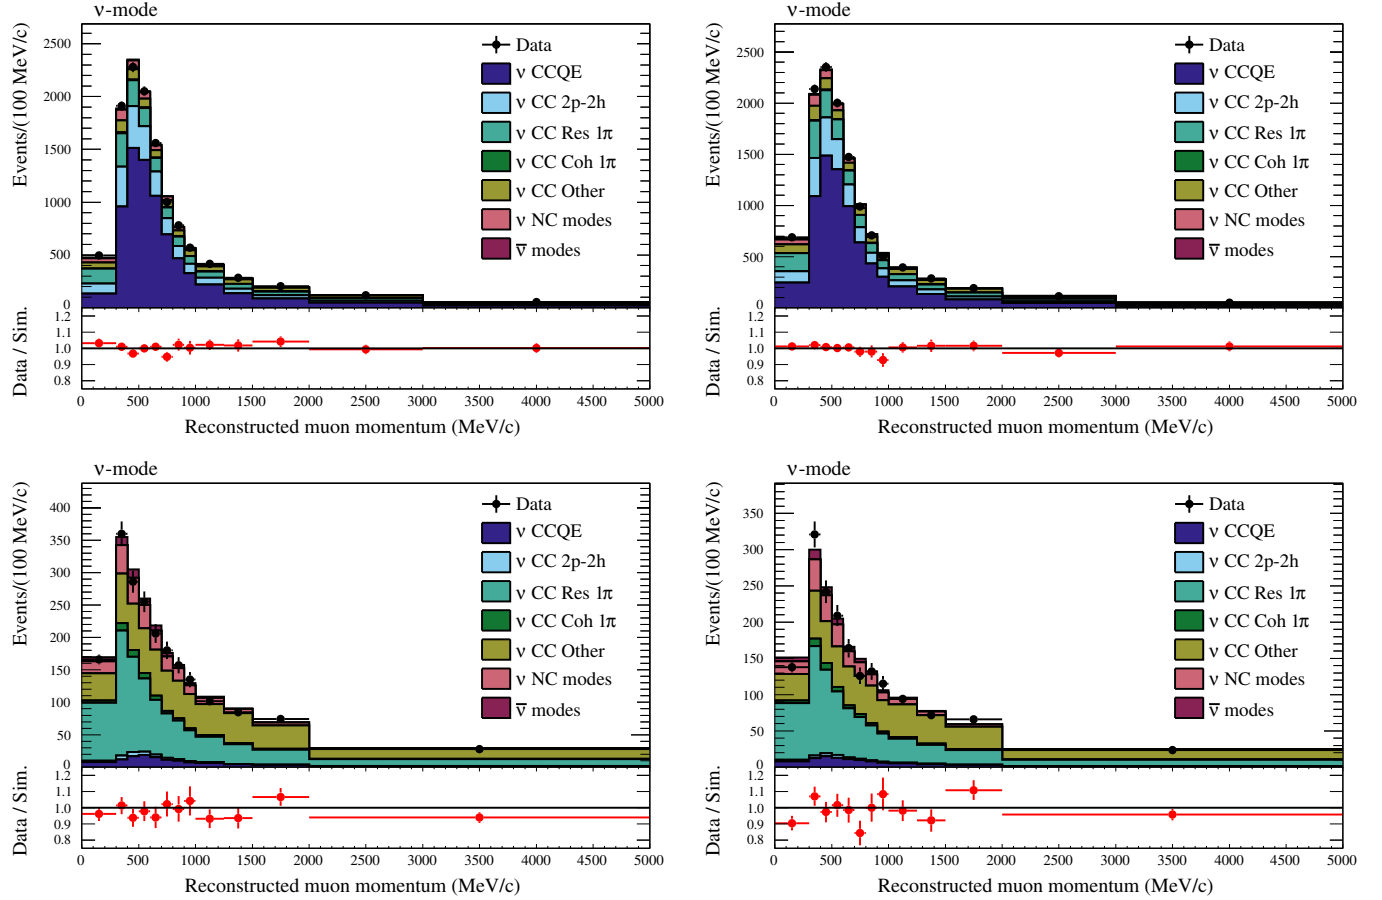 ν-mode
Events/(100 MeV/c)
2500
2000
1500
1000
500
0
Data
ν CCQE
ν CC 2p-2h
ν CC Res 1π
ν CC Coh 1π
ν CC Other
ν NC modes
ν̅ modes
Data / Sim.
1.2
1.1
1.0
0.9
0.8
0 500 1000 1500 2000 2500 3000 3500 4000 4500 5000
Reconstructed muon momentum (MeV/c)
ν-mode
Events/(100 MeV/c)
2500
2000
1500
1000
500
0
Data
ν CCQE
ν CC 2p-2h
ν CC Res 1π
ν CC Coh 1π
ν CC Other
ν NC modes
ν̅ modes
Data / Sim.
1.2
1.1
1.0
0.9
0.8
0 500 1000 1500 2000 2500 3000 3500 4000 4500 5000
Reconstructed muon momentum (MeV/c)
ν-mode
Events/(100 MeV/c)
400
350
300
250
200
150
100
50
0
Data
ν CCQE
ν CC 2p-2h
ν CC Res 1π
ν CC Coh 1π
ν CC Other
ν NC modes
ν̅ modes
Data / Sim.
1.2
1.1
1.0
0.9
0.8
0 500 1000 1500 2000 2500 3000 3500 4000 4500 5000
Reconstructed muon momentum (MeV/c)
ν-mode
Events/(100 MeV/c)
350
300
250
200
150
100
50
0
Data
ν CCQE
ν CC 2p-2h
ν CC Res 1π
ν CC Coh 1π
ν CC Other
ν NC modes
ν̅ modes
Data / Sim.
1.2
1.1
1.0
0.9
0.8
0 500 1000 1500 2000 2500 3000 3500 4000 4500 5000
Reconstructed muon momentum (MeV/c)